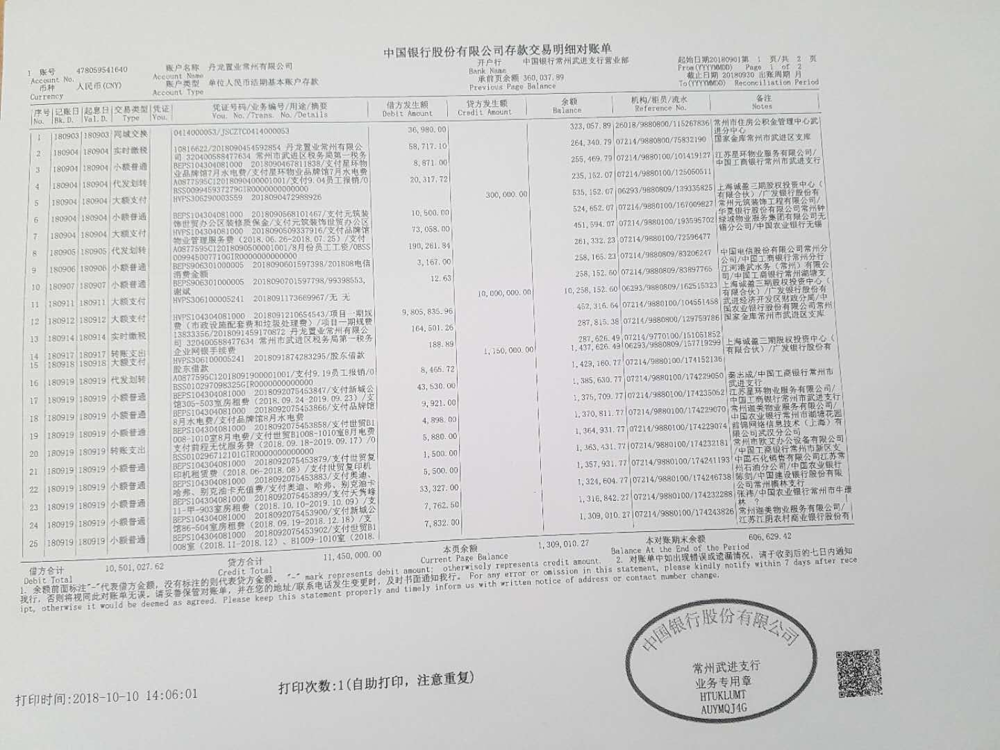 中国银行股份有限公司存款交易明细对账单
1 账号 478059541640 账户名称 丹龙置业常州有限公司 开户行 中国银行常州武进支行营业部 起始日期20180901第 1 页/共 2 页
Account No. Account Name Bank Name From(YYYYMMDD) Page 1 of 2
币种 人民币(CNY) 账户类型 单位人民币活期基本账户存款 承前页余额 360,037.89 截止日期 20180930 出账周期 月
Currency Account Type Previous Page Balance To(YYYYMMDD) Reconciliation Period
序号 记账日 起息日 交易类型 凭证 凭证号码/业务编号/用途/摘要 借方发生额 贷方发生额 余额 机构/柜员/流水 备注
No. Bk.D. Val.D. Type Vou. Vou. No./Trans. No./Details Debit Amount Credit Amount Balance Reference No. Notes
1 180903 180903 同城交换 0414000053/JSCZTC0414000053 36,980.00 323,057.89 26018/9880800/115267836 常州市住房公积金管理中心武
进分中心
2 180904 180904 实时缴税 10816622/2018090454592854 丹龙置业常州有限公 58,717.10 264,340.79 07214/9880800/75832190 国家金库常州市武进区支库
司 320400588477634 常州市武进区税务局第一税务
3 180904 180904 小额普通 BEPS104304081000 2018090467811838/支付星环物 8,871.00 255,469.79 07214/9880100/101419127 江苏星环物业服务有限公司/
业品牌馆7月水电费/支付星环物业品牌馆7月水电费 中国工商银行常州市武进支行
4 180904 180904 代发划转 A0877595C12018090400001001/支付9.04员工报销/0 20,317.72 235,152.07 07214/9880100/125050511
BSS009945937279GIR0000000000000
5 180904 180904 大额支付 HVPS306290003559 2018090472988926 300,000.00 535,152.07 06293/9880809/139335825 上海诚盈三期股权投资中心(
有限合伙)/广发银行股份有
6 180904 180904 小额普通 BEPS104304081000 2018090568101467/支付元筑装 10,500.00 524,652.07 07214/9880100/167009827 常州元筑装饰工程有限公司/
饰世贸办公区装修质保金/支付元筑装饰世贸办公区 华夏银行股份有限公司常州钟
7 180904 180904 大额支付 HVPS104304081000 2018090509337916/支付品牌馆 73,058.00 451,594.07 07214/9880100/193595702 绿城物业服务集团有限公司无
物业管理服务费(2018.06.26-2018.07.25)/支付 锡分公司/中国农业银行无锡
8 180905 180905 代发划转 A0877595C12018090500001001/8月份员工工资/0BSS 190,261.84 261,332.23 07214/9880100/72596477
009945007710GIR0000000000000
9 180906 180906 小额普通 BEPS906301000005 2018090601597398/201808电信 3,167.00 258,165.23 07214/9880809/83206247 中国电信股份有限公司常州分
消费金额 公司/中国工商银行常州分行
10 180907 180907 小额普通 BEPS906301000005 2018090701597798/99398553, 12.63 258,152.60 07214/9880809/83897765 江河港武水务(常州)有限公
谢斌 司/中国工商银行常州湖塘支
11 180911 180911 大额支付 HVPS306100005241 2018091173669967/无 无 10,000,000.00 10,258,152.60 06293/9880809/162515323 上海诚盈三期股权投资中心(
有限合伙)/广发银行股份有
12 180912 180912 大额支付 HVPS104304081000 2018091210654543/项目一期规 9,805,835.96 452,316.64 07214/9880100/104551458 武进经济开发区财政分局/中
费(市政设施配套费和垃圾处理费)/项目一期规费 国农业银行股份有限公司常州
13 180914 180914 实时缴税 13833356/2018091459170872 丹龙置业常州有限公 164,501.26 287,815.38 07214/9880100/129759786 国家金库常州市武进区支库
司 320400588477634 常州市武进区税务局第一税务
14 180917 180917 转账支出 企业网银手续费 188.89 287,626.49 07214/9770100/151051852
15 180918 180918 大额支付 HVPS306100005241 2018091874283295/股东借款 1,150,000.00 1,437,626.49 06293/9880809/157719299 上海诚盈三期股权投资中心(
股东借款 有限合伙)/广发银行股份有
16 180919 180919 代发划转 A0877595C12018091900001001/支付9.19员工报销/0 8,465.72 1,429,160.77 07214/9880100/174152136
BSS010297098325GIR0000000000000
17 180919 180919 小额普通 BEPS104304081000 2018092075453847/支付新城公 43,530.00 1,385,630.77 07214/9880100/174229050 秦志成/中国工商银行常州市
馆305-503室房租费(2018.09.24-2019.09.23)/支 武进支行
18 180919 180919 小额普通 BEPS104304081000 2018092075453866/支付品牌馆 9,921.00 1,375,709.77 07214/9880100/174235052 江苏星环物业服务有限公司/
8月水电费/支付品牌馆8月水电费 中国工商银行常州市武进支行
19 180919 180919 小额普通 BEPS104304081000 2018092075453858/支付世贸B1 4,898.00 1,370,811.77 07214/9880100/174229070 常州迦美物业服务有限公司/
008-1010室8月电费/支付世贸B1008-1010室8月电费 中国农业银行常州市湖塘花园
20 180919 180919 转账支出 支付前程无忧服务费(2018.09.18-2019.09.17)/0 5,880.00 1,364,931.77 07214/9880100/174229074 前锦网络信息技术(上海)有
BSS010296712101GIR0000000000000 限公司武汉分公司
21 180919 180919 小额普通 BEPS104304081000 2018092075453879/支付世贸复 1,500.00 1,363,431.77 07214/9880100/174232181 常州市欧艾办公设备有限公司
印机租赁费(2018.06-2018.08)/支付世贸复印机 /中国工商银行常州市新区支
22 180919 180919 小额普通 BEPS104304081000 2018092075453883/支付奥迪、 5,500.00 1,357,931.77 07214/9880100/174241193 中国石化销售有限公司江苏常
哈弗、别克油卡充值费/支付奥迪、哈弗、别克油卡 州石油分公司/中国农业银行
23 180919 180919 小额普通 BEPS104304081000 2018092075453899/支付天隽峰 33,327.00 1,324,604.77 07214/9880100/174246738 陈剑/中国建设银行股份有限
11-甲-903室房租费(2018.10.10-2019.10.09)/支 公司常州横林支行
24 180919 180919 小额普通 BEPS104304081000 2018092075453900/支付新城公 7,762.50 1,316,842.27 07214/9880100/174232288 张祎/中国农业银行常州市牛塘
馆86-504室房租费(2018.09.19-2018.12.18)/支 林 ?
25 180919 180919 小额普通 BEPS104304081000 2018092075453902/支付世贸B1 7,832.00 1,309,010.27 07214/9880100/174243826 常州迦美物业服务有限公司/
008室(2018.11-2018.12)、B1009-1010室(2018. 江苏江阴农村商业银行股份有
借方合计 10,501,027.62 贷方合计 11,450,000.00 本页余额 1,309,010.27 本对账期末余额 606,629.42
Debit Total Credit Total Current Page Balance Balance At the End of the Period
1. 余额前面标注"-"代表借方金额,没有标注的则代表贷方金额。 "-" mark represents debit amount; otherwisely represents credit amount. 2. 对账单中如出现错误或遗漏情况,请于收到后的七日内通知
我行,否则将视同此对账单无误。请妥善保管对账单,并在您的地址/联系电话发生变更时,及时书面通知我行。 For any error or omission in this statement, please kindly notify within 7 days after rece
ipt, otherwise it would be deemed as agreed. Please keep this statement properly and timely inform us with written notice of address or contact number change.
中国银行股份有限公司
常州武进支行
业务专用章
HTUKLUMT
AUYMQJ4G
打印时间:2018-10-10 14:06:01 打印次数:1(自助打印,注意重复)